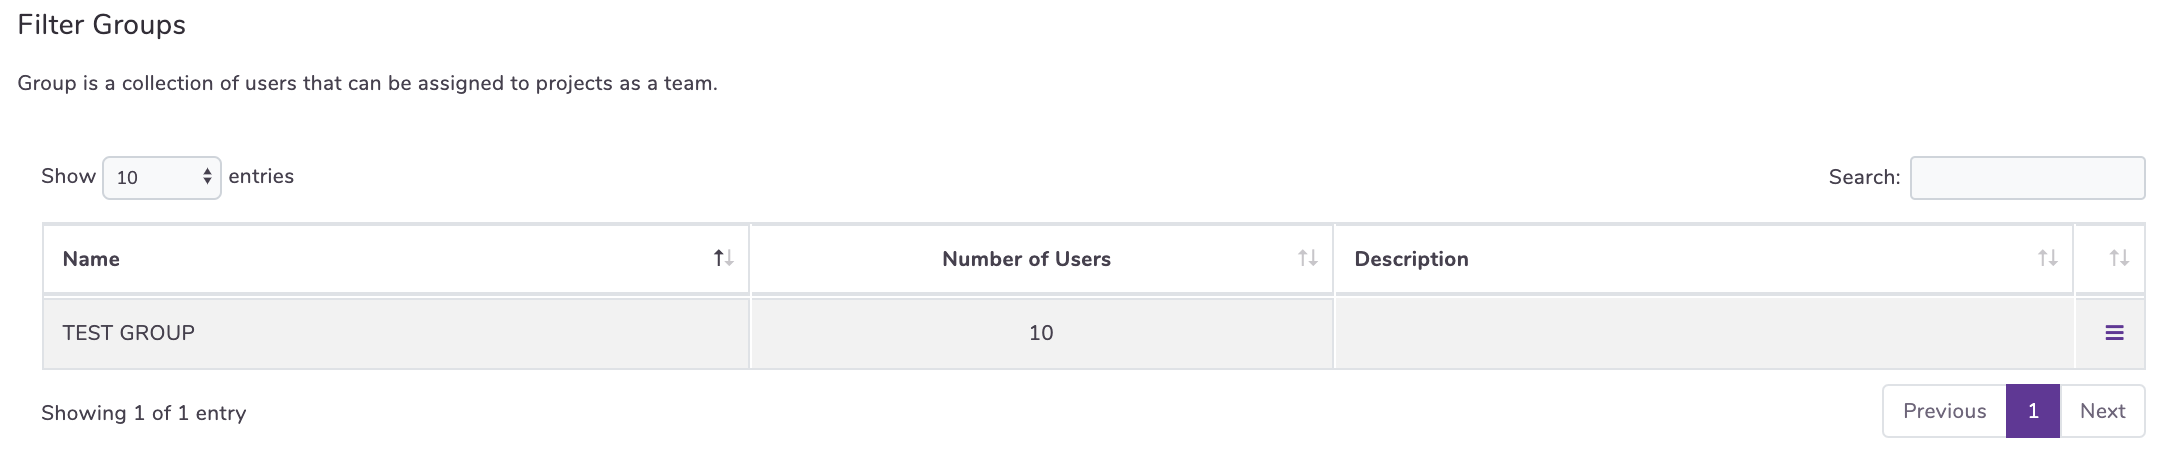 Filter Groups
Group is a collection of users that can be assigned to projects as a team.
Show 10 entries
Search:
Name Number of Users Description
TEST GROUP 10
Showing 1 of 1 entry
Previous 1 Next